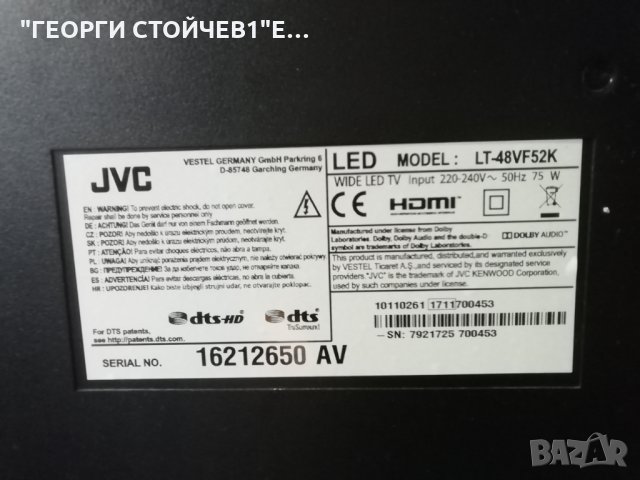 "ГЕОРГИ СТОЙЧЕВ1"Е...
JVC
VESTEL GERMANY GmbH Parkring 6
D-85748 Garching Germany
EN : WARNING! To prevent electric shock, do not open cover.
Repair shall be done by service personnel only
DE : ACHTUNG! Das Gerät darf nur von einem Fachmann geöffnet werden.
CZ : POZOR! Aby nedošlo k úrazu elektrickým proudem, neotvírejte kryt.
SK : POZOR! Aby nedošlo k úrazu elektrickým prúdom, neotvárajte kryt.
PT : ATENÇÃO! Para evitar choques eléctricos, não abra a tampa.
PL : UWAGA! Aby uniknąć porażenia elektrycznego, nie należy otwierać pokrywy
BG : ПРЕДУПРЕЖДЕНИЕ! За да избегнете токов удар, не отваряйте капака.
ES : ADVERTENCIA! Para evitar descargas eléctricas, no abra el aparato.
HR : UPOZORENJE! Kako biste izbjegli strujni udar, ne otvarajte poklopac.
For DTS patents,
see http://patents.dts.com.
dts-HD
dts
TruSurround
SERIAL NO. 16212650 AV
LED MODEL : LT-48VF52K
WIDE LED TV Input 220-240V~ 50Hz 75 W
CE HDMI
Manufactured under license from Dolby
Laboratories. Dolby, Dolby Audio and the double-D
symbol are trademarks of Dolby Laboratories.
DOLBY AUDIO™
This product is manufactured, distributed,and warranted exclusively
by VESTEL Ticaret A.Ş.,and serviced by its designated service
repairers."JVC" is the trademark of JVC KENWOOD Corporation,
used by such companies under license.
10110261 1711700453
SN: 7921725 700453
BAZAR